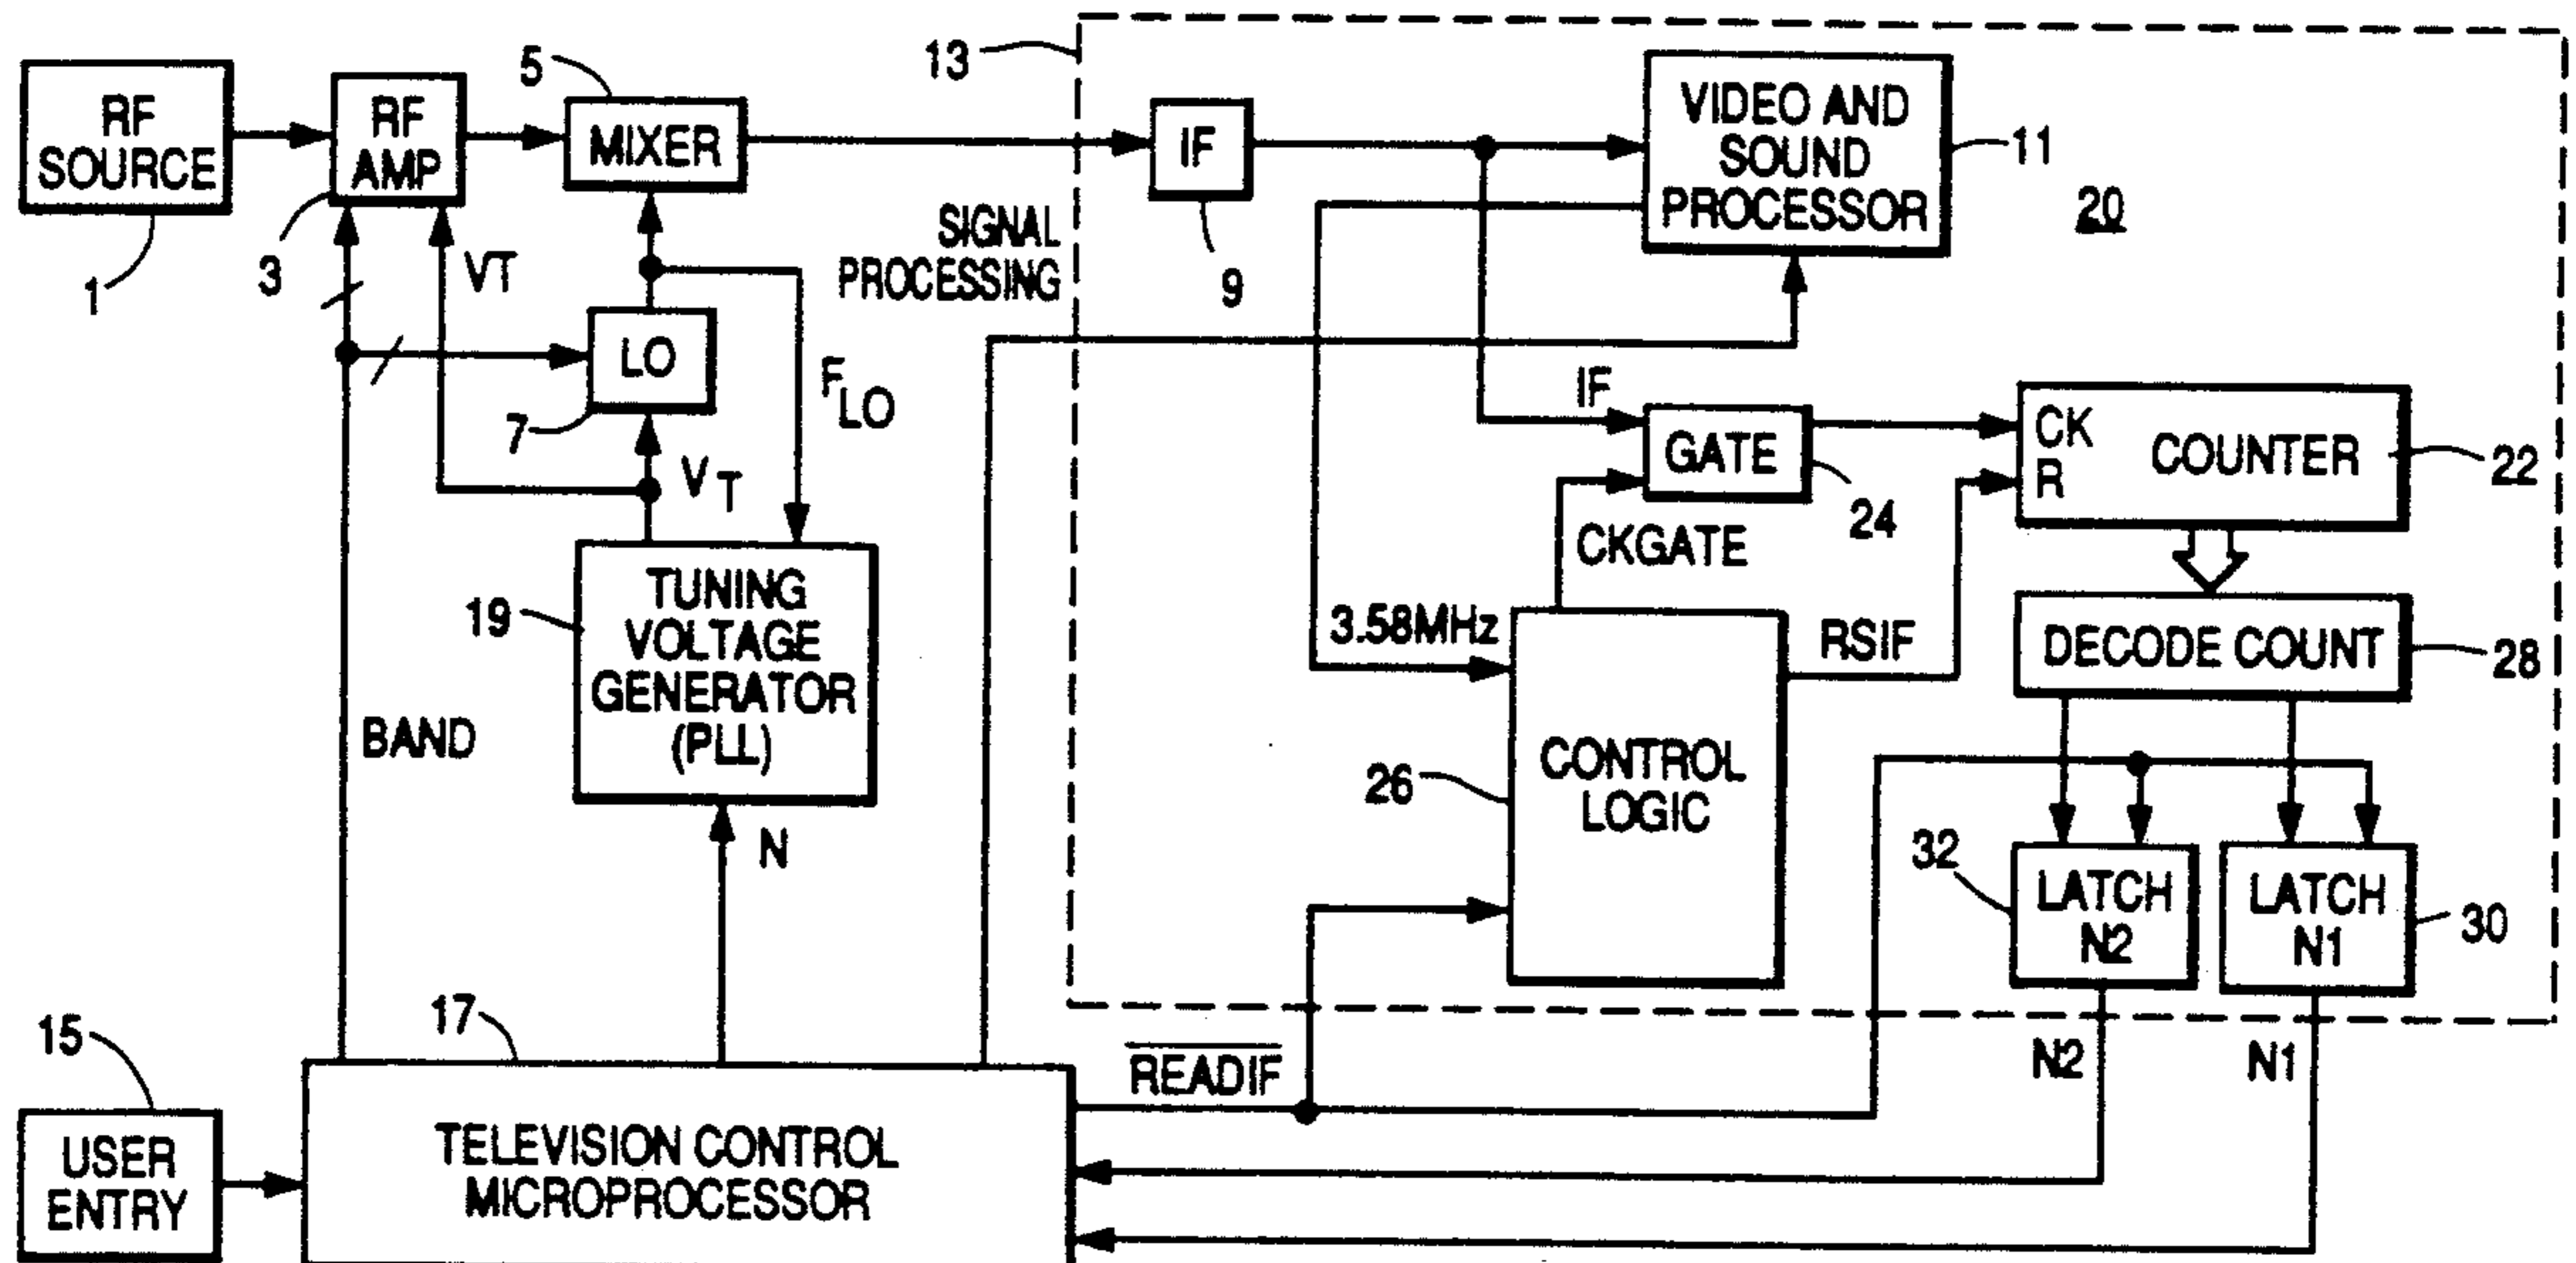 RF
SOURCE
1
RF
AMP
3
5
MIXER
VT
LO
7
F LO
V T
SIGNAL
PROCESSING
13
IF
9
VIDEO AND
SOUND
PROCESSOR
11
20
IF
GATE
24
CKGATE
CK
R
COUNTER
22
3.58MHz
RSIF
DECODE COUNT
28
19
TUNING
VOLTAGE
GENERATOR
(PLL)
BAND
N
26
CONTROL
LOGIC
32
LATCH
N2
LATCH
N1
30
15
USER
ENTRY
17
TELEVISION CONTROL
MICROPROCESSOR
READIF
N2
N1